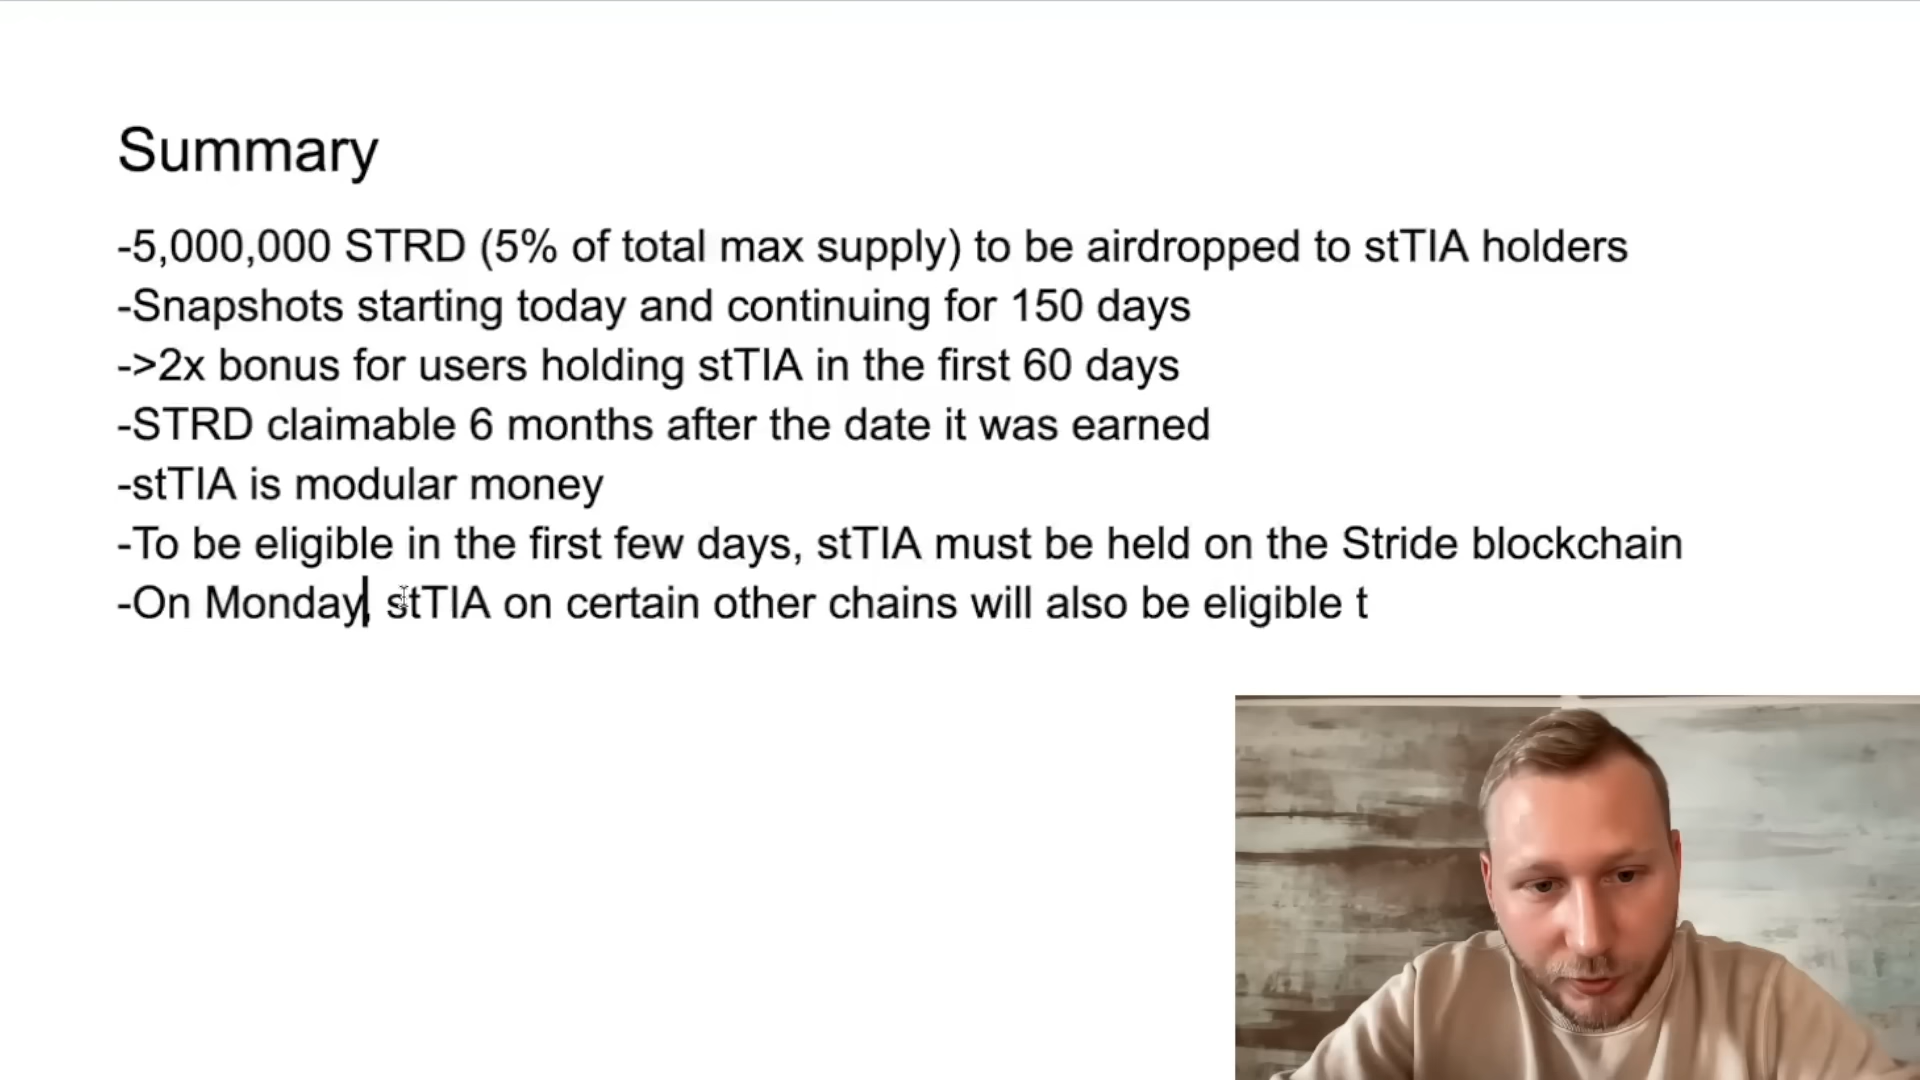 Summary
-5,000,000 STRD (5% of total max supply) to be airdropped to stTIA holders
-Snapshots starting today and continuing for 150 days
->2x bonus for users holding stTIA in the first 60 days
-STRD claimable 6 months after the date it was earned
-stTIA is modular money
-To be eligible in the first few days, stTIA must be held on the Stride blockchain
-On Monday, stTIA on certain other chains will also be eligible t